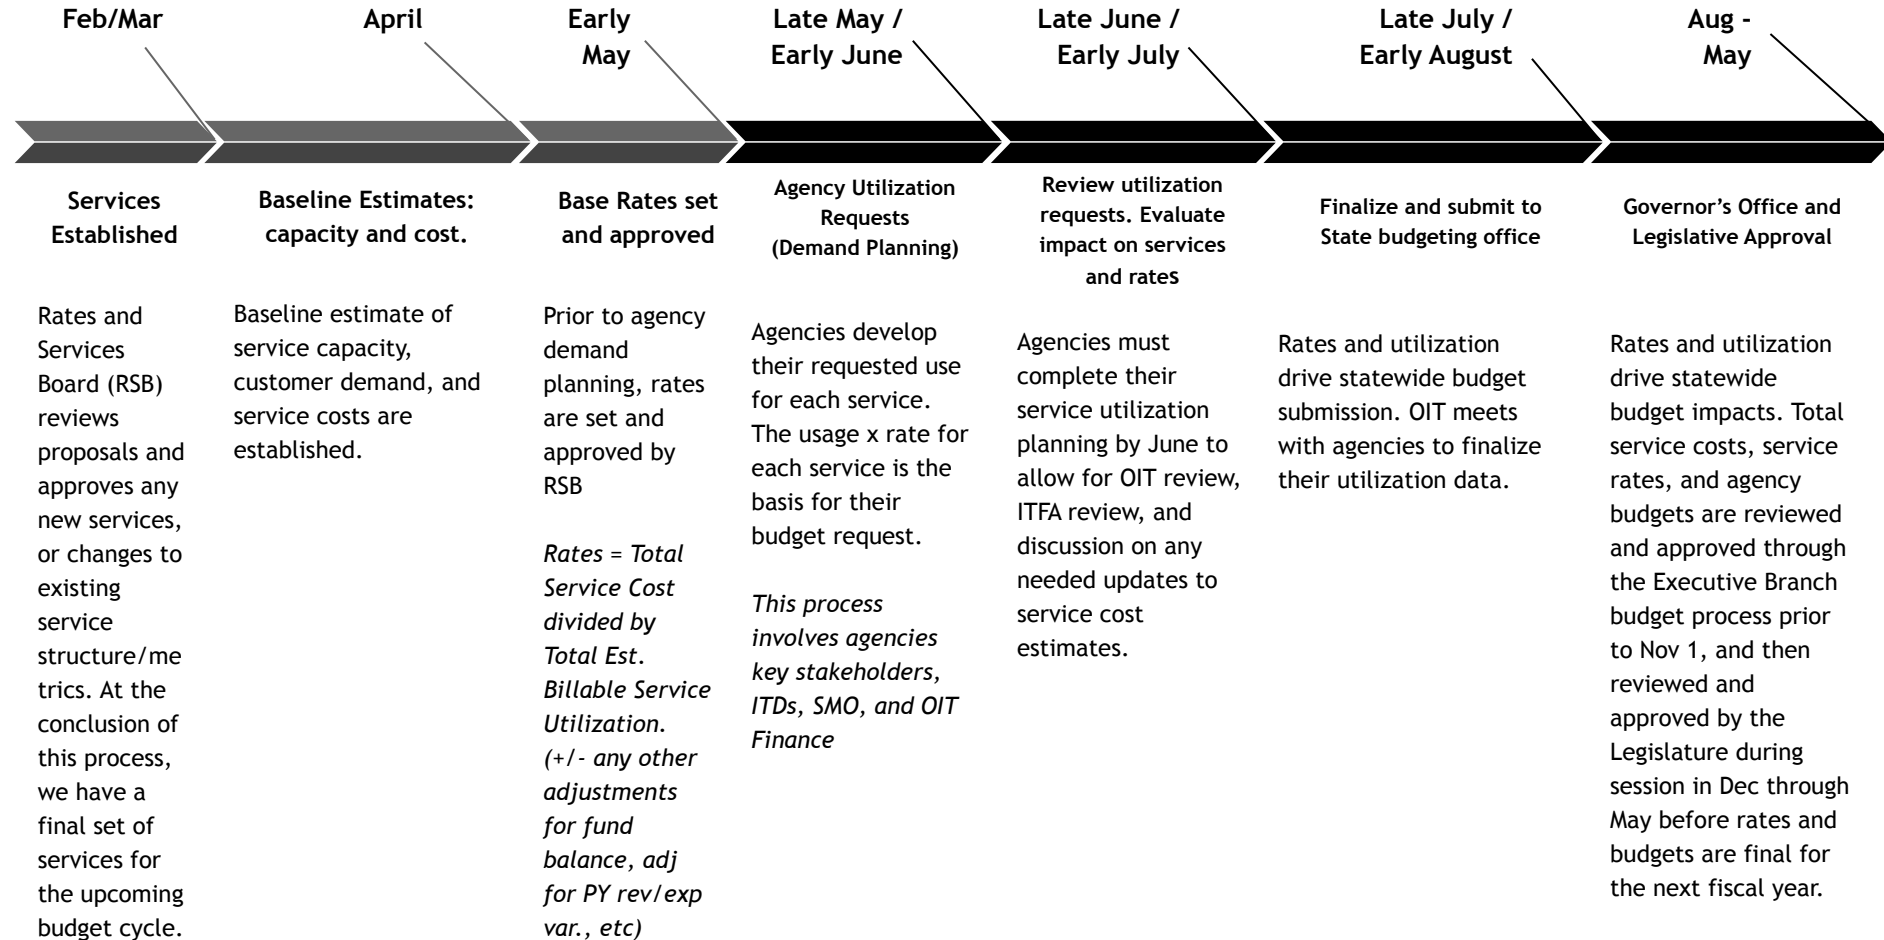 Feb/Mar
April
Early
May
Late May /
Early June
Late June /
Early July
Late July /
Early August
Aug -
May
Services
Established
Baseline Estimates:
capacity and cost.
Base Rates set
and approved
Agency Utilization
Requests
(Demand Planning)
Review utilization
requests. Evaluate
impact on services
and rates
Finalize and submit to
State budgeting office
Governor's Office and
Legislative Approval
Rates and
Services
Board (RSB)
reviews
proposals and
approves any
new services,
or changes to
existing
service
structure/me
trics. At the
conclusion of
this process,
we have a
final set of
services for
the upcoming
budget cycle.
Baseline estimate of
service capacity,
customer demand, and
service costs are
established.
Prior to agency
demand
planning, rates
are set and
approved by
RSB
Rates = Total
Service Cost
divided by
Total Est.
Billable Service
Utilization.
(+/- any other
adjustments
for fund
balance, adj
for PY rev/exp
var., etc)
Agencies develop
their requested use
for each service.
The usage x rate for
each service is the
basis for their
budget request.
This process
involves agencies
key stakeholders,
ITDs, SMO, and OIT
Finance
Agencies must
complete their
service utilization
planning by June to
allow for OIT review,
ITFA review, and
discussion on any
needed updates to
service cost
estimates.
Rates and utilization
drive statewide budget
submission. OIT meets
with agencies to finalize
their utilization data.
Rates and utilization
drive statewide
budget impacts. Total
service costs, service
rates, and agency
budgets are reviewed
and approved through
the Executive Branch
budget process prior
to Nov 1, and then
reviewed and
approved by the
Legislature during
session in Dec through
May before rates and
budgets are final for
the next fiscal year.